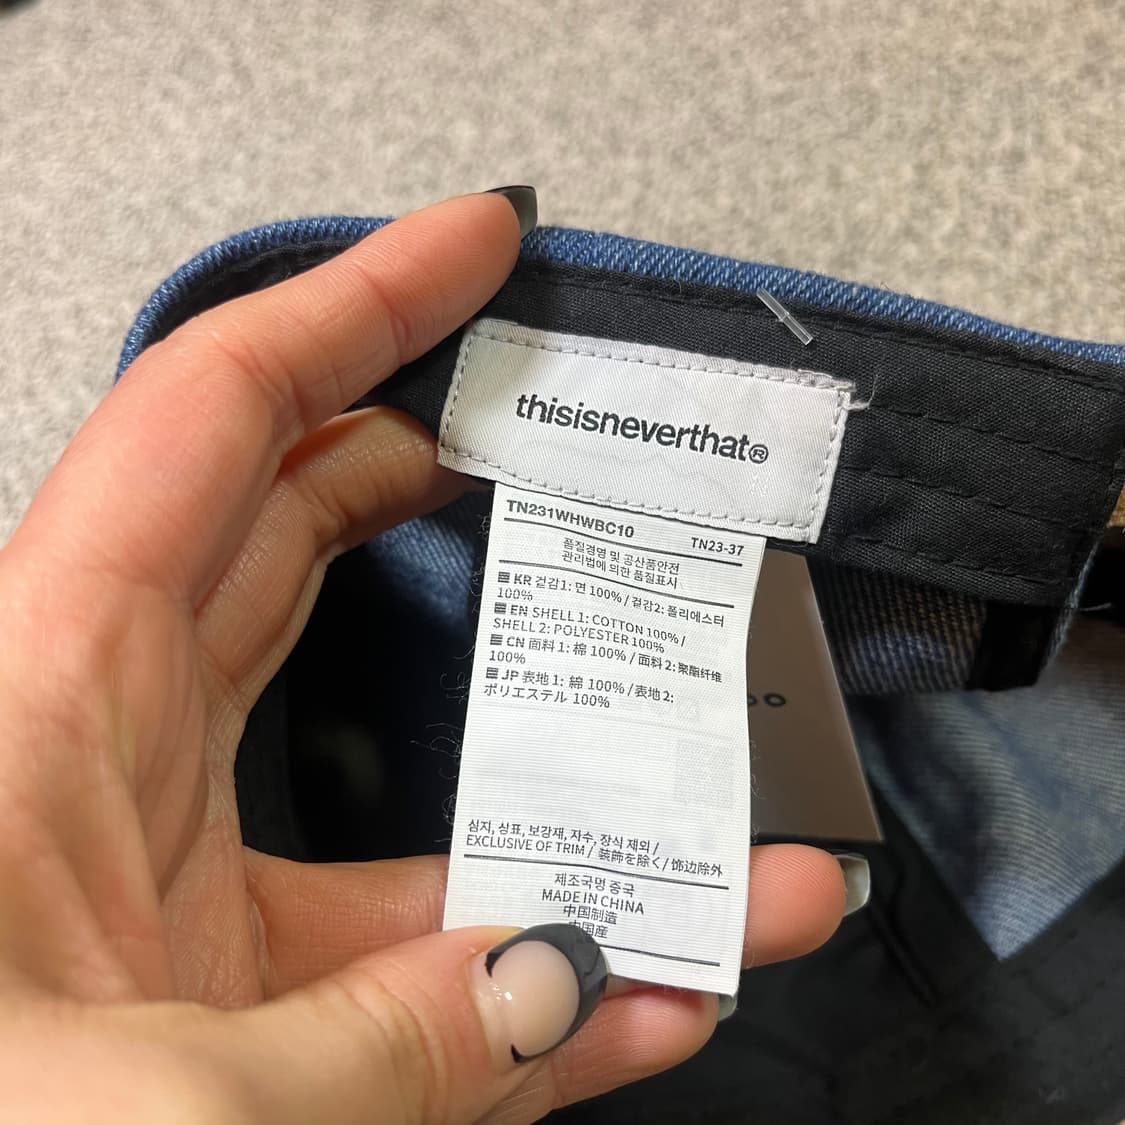 thisisneverthat®
TN231WHWBC10
TN23-37
품질경영 및 공산품안전
관리법에 의한 품질표시
KR 겉감1: 면 100% / 겉감2: 폴리에스터
100%
EN SHELL 1: COTTON 100% /
SHELL 2: POLYESTER 100%
CN 面料 1: 棉 100% / 面料 2: 聚酯纤维
100%
JP 表地 1: 綿 100% / 表地 2:
ポリエステル 100%
심지, 상표, 보강재, 자수, 장식 제외 /
EXCLUSIVE OF TRIM / 装飾を除く / 饰边除外
제조국명 중국
MADE IN CHINA
中国制造
中国産